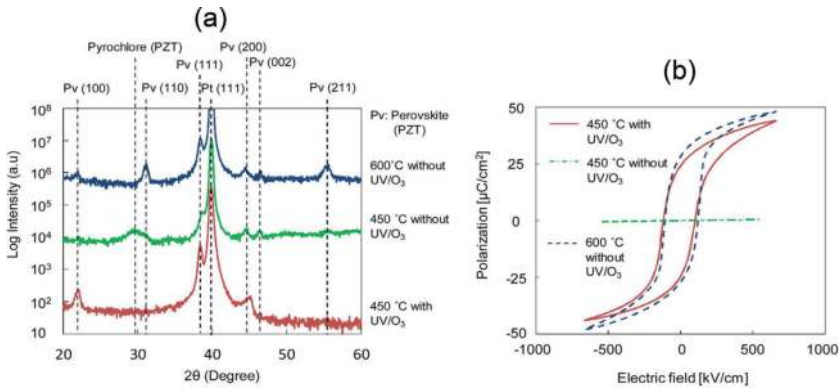 (a)
Pyrochlore (PZT)
Pv (200)
Pv (111)
Pv (002)
Pv (100)
Pv (110)
Pt (111)
Pv (211)
10⁸
10⁷
10⁶
10⁵
10⁴
10³
10²
10
Log Intensity (a.u)
Pv: Perovskite
(PZT)
600˚C without
UV/O₃
450 ˚C without
UV/O₃
450 ˚C with
UV/O₃
20
30
40
50
60
2θ (Degree)
(b)
50
25
0
-25
-50
Polarization [µC/cm²]
450 ˚C with
UV/O₃
450 ˚C without
UV/O₃
600 ˚C
without
UV/O₃
-1000
-500
0
500
1000
Electric field [kV/cm]